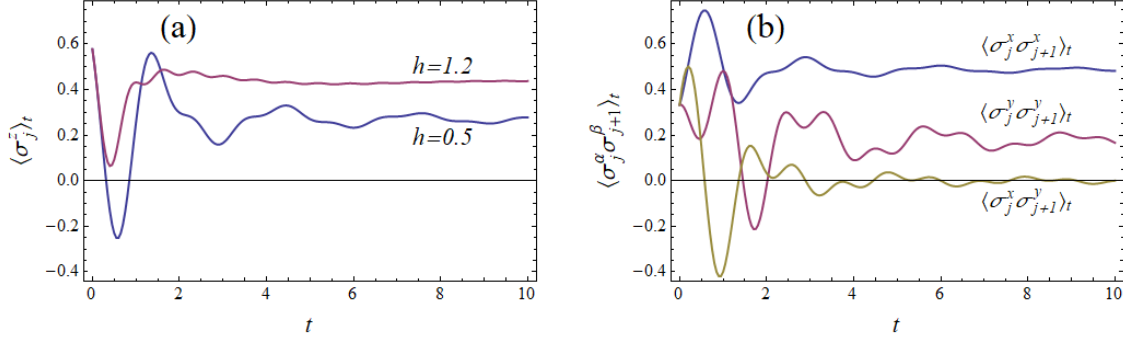 (a)
h=1.2
h=0.5
⟨σ_j^z⟩_t
0.6
0.4
0.2
0.0
−0.2
−0.4
0 2 4 6 8 10
t
(b)
⟨σ_j^x σ_{j+1}^x⟩_t
⟨σ_j^y σ_{j+1}^y⟩_t
⟨σ_j^x σ_{j+1}^y⟩_t
⟨σ_j^α σ_{j+1}^β⟩_t
0.6
0.4
0.2
0.0
−0.2
−0.4
0 2 4 6 8 10
t